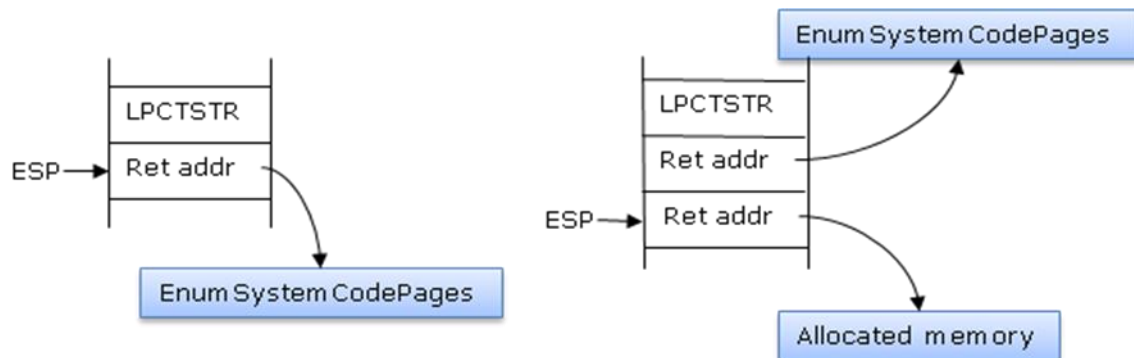 LPCTSTR
ESP
Ret addr
Enum System CodePages
Enum System CodePages
LPCTSTR
Ret addr
ESP
Ret addr
Allocated memory